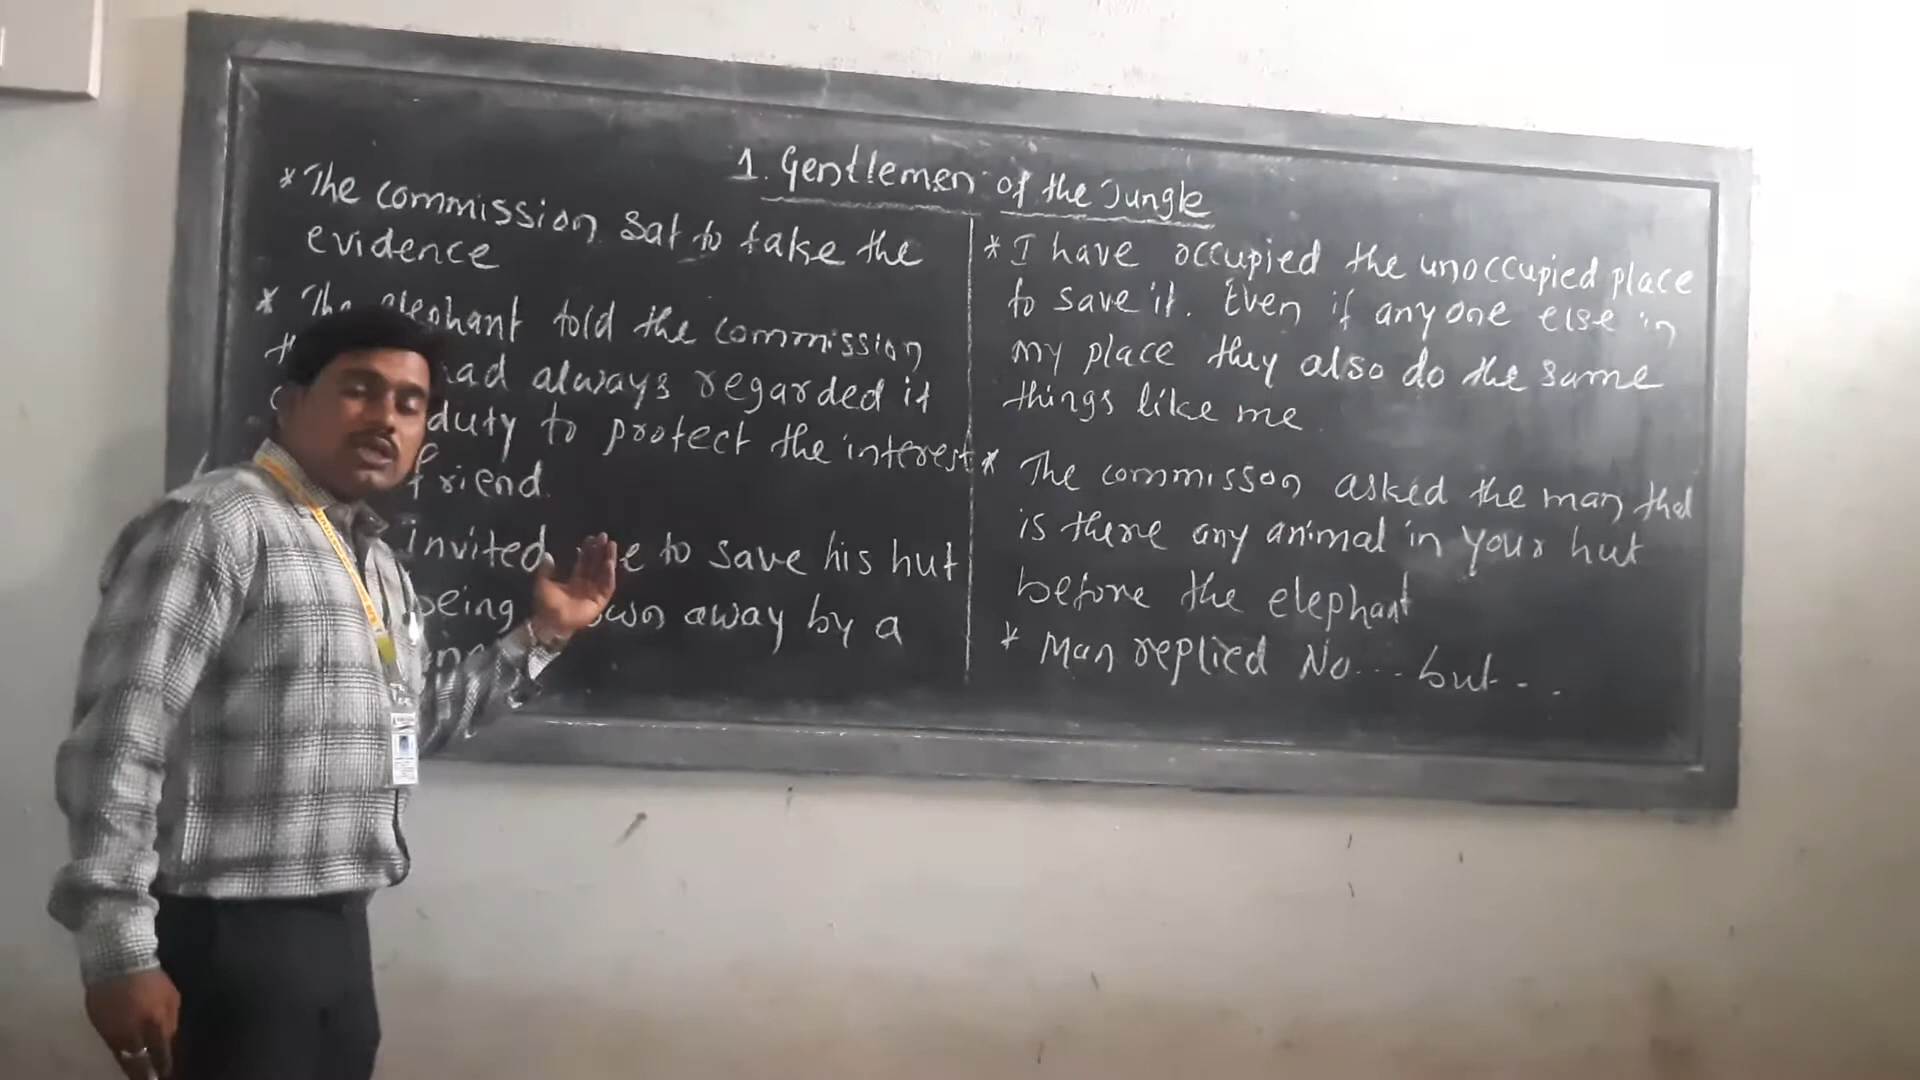 1. Gentlemen of the Jungle
* The commission sat to take the
evidence
* The elephant told the commission
had always regarded it
duty to protect the interest
friend.
invited to save his hut
being away by a
* I have occupied the unoccupied place
to save it. Even if anyone else in
my place they also do the same
things like me.
* The commisson asked the man that
is there any animal in your hut
before the elephant
* Man replied No... but...